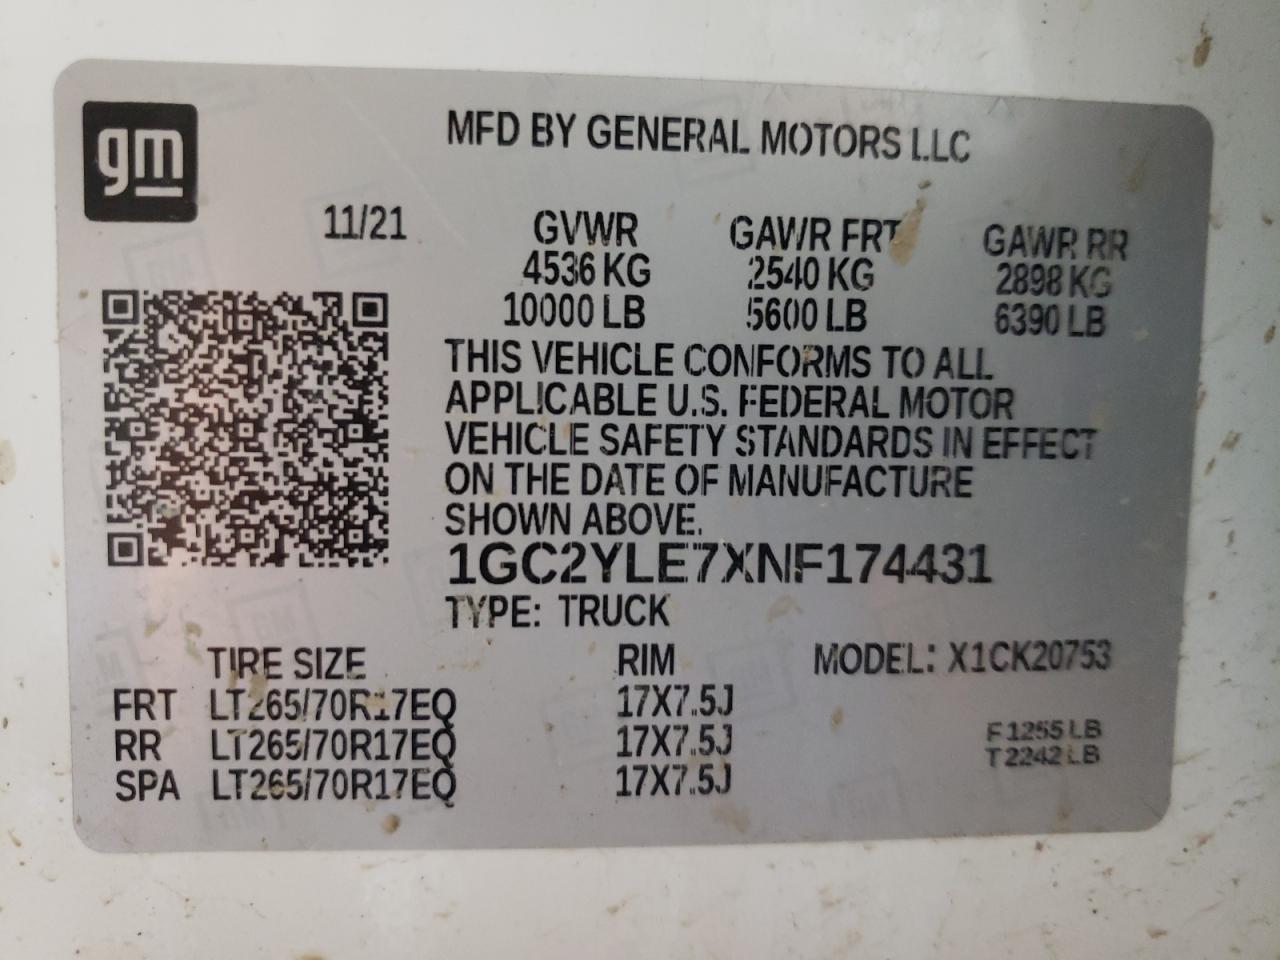 gm
MFD BY GENERAL MOTORS LLC
11/21
GVWR GAWR FRT GAWR RR
4536 KG 2540 KG 2898 KG
10000 LB 5600 LB 6390 LB
THIS VEHICLE CONFORMS TO ALL
APPLICABLE U.S. FEDERAL MOTOR
VEHICLE SAFETY STANDARDS IN EFFECT
ON THE DATE OF MANUFACTURE
SHOWN ABOVE.
1GC2YLE7XNF174431
TYPE: TRUCK
TIRE SIZE RIM MODEL: X1CK20753
FRT LT265/70R17EQ 17X7.5J
RR LT265/70R17EQ 17X7.5J
SPA LT265/70R17EQ 17X7.5J
F 1255 LB
T 2242 LB